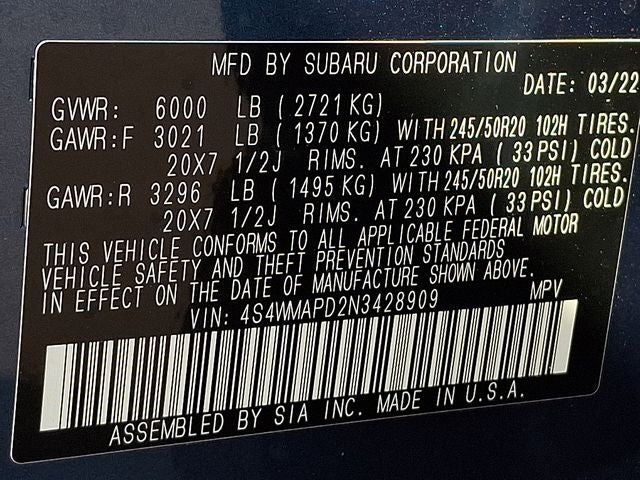 MFD BY SUBARU CORPORATION
DATE: 03/22
GVWR: 6000 LB (2721 KG)
GAWR:F 3021 LB (1370 KG) WITH 245/50R20 102H TIRES.
20X7 1/2J RIMS. AT 230 KPA (33 PSI) COLD
GAWR:R 3296 LB (1495 KG) WITH 245/50R20 102H TIRES.
20X7 1/2J RIMS. AT 230 KPA (33 PSI) COLD
THIS VEHICLE CONFORMS TO ALL APPLICABLE FEDERAL MOTOR
VEHICLE SAFETY AND THEFT PREVENTION STANDARDS
IN EFFECT ON THE DATE OF MANUFACTURE SHOWN ABOVE.
VIN: 4S4WMAPD2N3428909 MPV
ASSEMBLED BY SIA INC. MADE IN U.S.A.